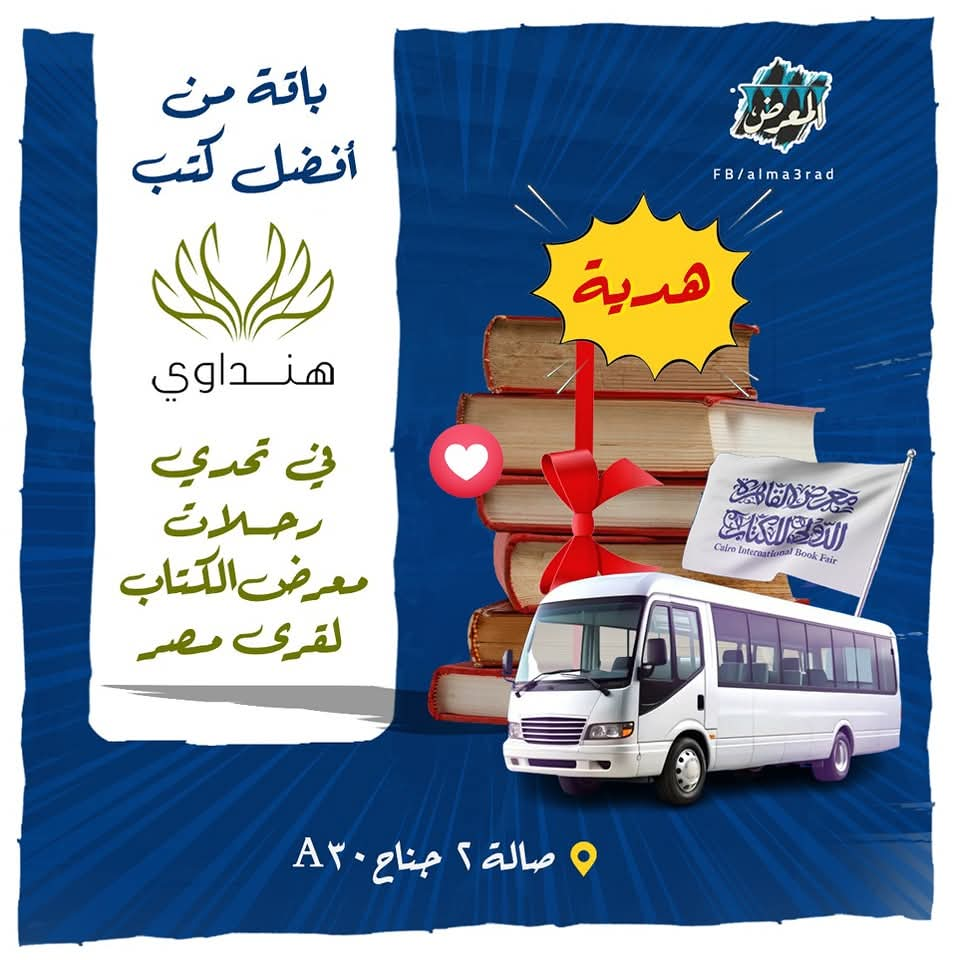 باقة من
أفضل كتب
هنداوي
في تحدي
رحلات
معرض الكتاب
لقرى مصر
المعرض
FB/alma3rad
هدية
معرض القاهرة
الدولي للكتاب
Cairo International Book Fair
صالة ٢ جناح A٣٠